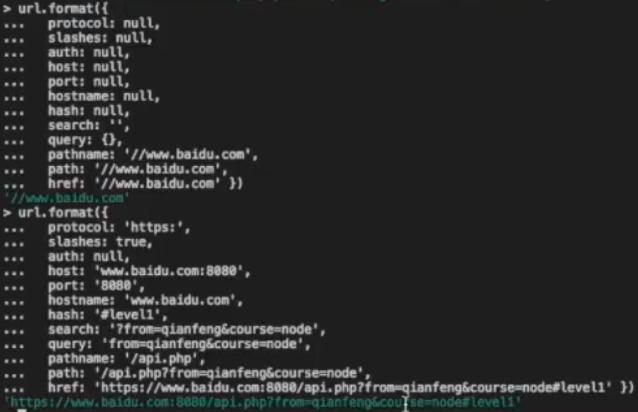 > url.format({
... protocol: null,
... slashes: null,
... auth: null,
... host: null,
... port: null,
... hostname: null,
... hash: null,
... search: '',
... query: {},
... pathname: '//www.baidu.com',
... path: '//www.baidu.com',
... href: '//www.baidu.com' })
'//www.baidu.com'
> url.format({
... protocol: 'https:',
... slashes: true,
... auth: null,
... host: 'www.baidu.com:8080',
... port: '8080',
... hostname: 'www.baidu.com',
... hash: '#level1',
... search: '?from=qianfeng&course=node',
... query: 'from=qianfeng&course=node',
... pathname: '/api.php',
... path: '/api.php?from=qianfeng&course=node',
... href: 'https://www.baidu.com:8080/api.php?from=qianfeng&course=node#level1' })
'https://www.baidu.com:8080/api.php?from=qianfeng&course=node#level1'